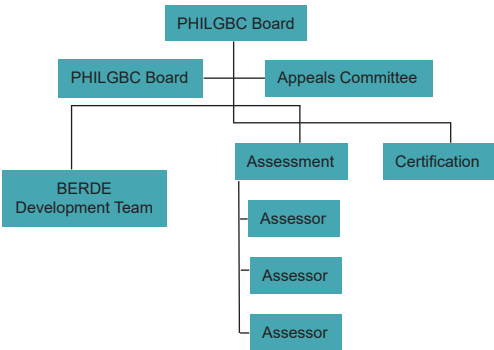 PHILGBC Board
PHILGBC Board
Appeals Committee
Assessment
Certification
BERDE
Development Team
Assessor
Assessor
Assessor